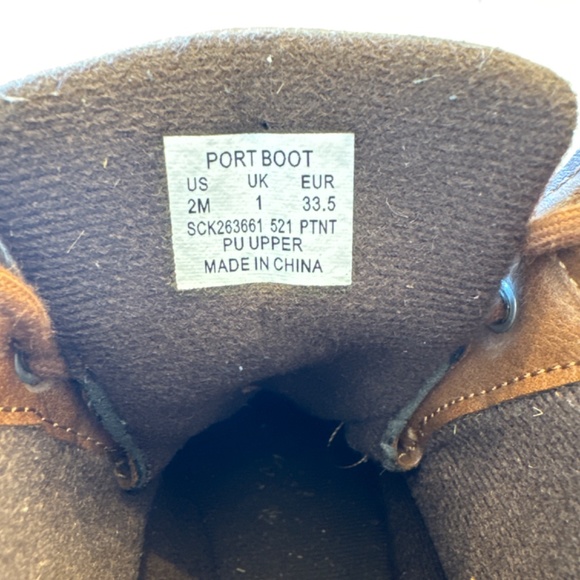 PORT BOOT
US UK EUR
2M 1 33.5
SCK263661 521 PTNT
PU UPPER
MADE IN CHINA